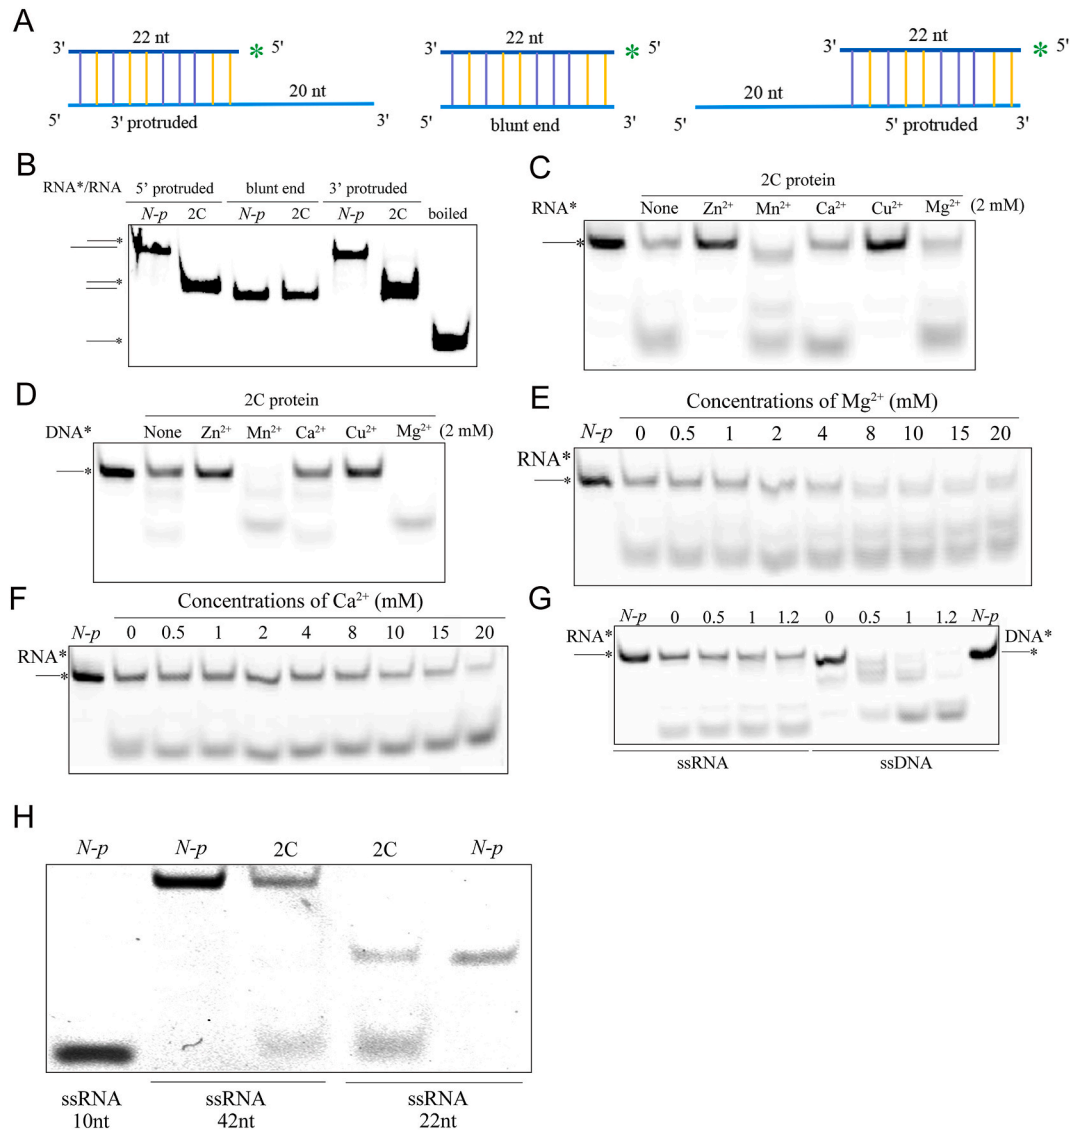 A
22 nt
3'
*
5'
20 nt
5'
3' protruded
3'
22 nt
3'
*
5'
5'
blunt end
3'
22 nt
3'
*
5'
20 nt
5'
5' protruded
3'
B
RNA*/RNA
5' protruded
blunt end
3' protruded
N-p
2C
N-p
2C
N-p
2C
boiled
*
*
*
C
2C protein
RNA*
None
Zn²⁺
Mn²⁺
Ca²⁺
Cu²⁺
Mg²⁺
(2 mM)
*
D
2C protein
DNA*
None
Zn²⁺
Mn²⁺
Ca²⁺
Cu²⁺
Mg²⁺
(2 mM)
*
E
Concentrations of Mg²⁺ (mM)
N-p 0 0.5 1 2 4 8 10 15 20
RNA*
*
F
Concentrations of Ca²⁺ (mM)
N-p 0 0.5 1 2 4 8 10 15 20
RNA*
*
G
N-p 0 0.5 1 1.2 0 0.5 1 1.2 N-p
RNA*
*
DNA*
*
ssRNA
ssDNA
H
N-p
N-p
2C
2C
N-p
ssRNA
10nt
ssRNA
42nt
ssRNA
22nt